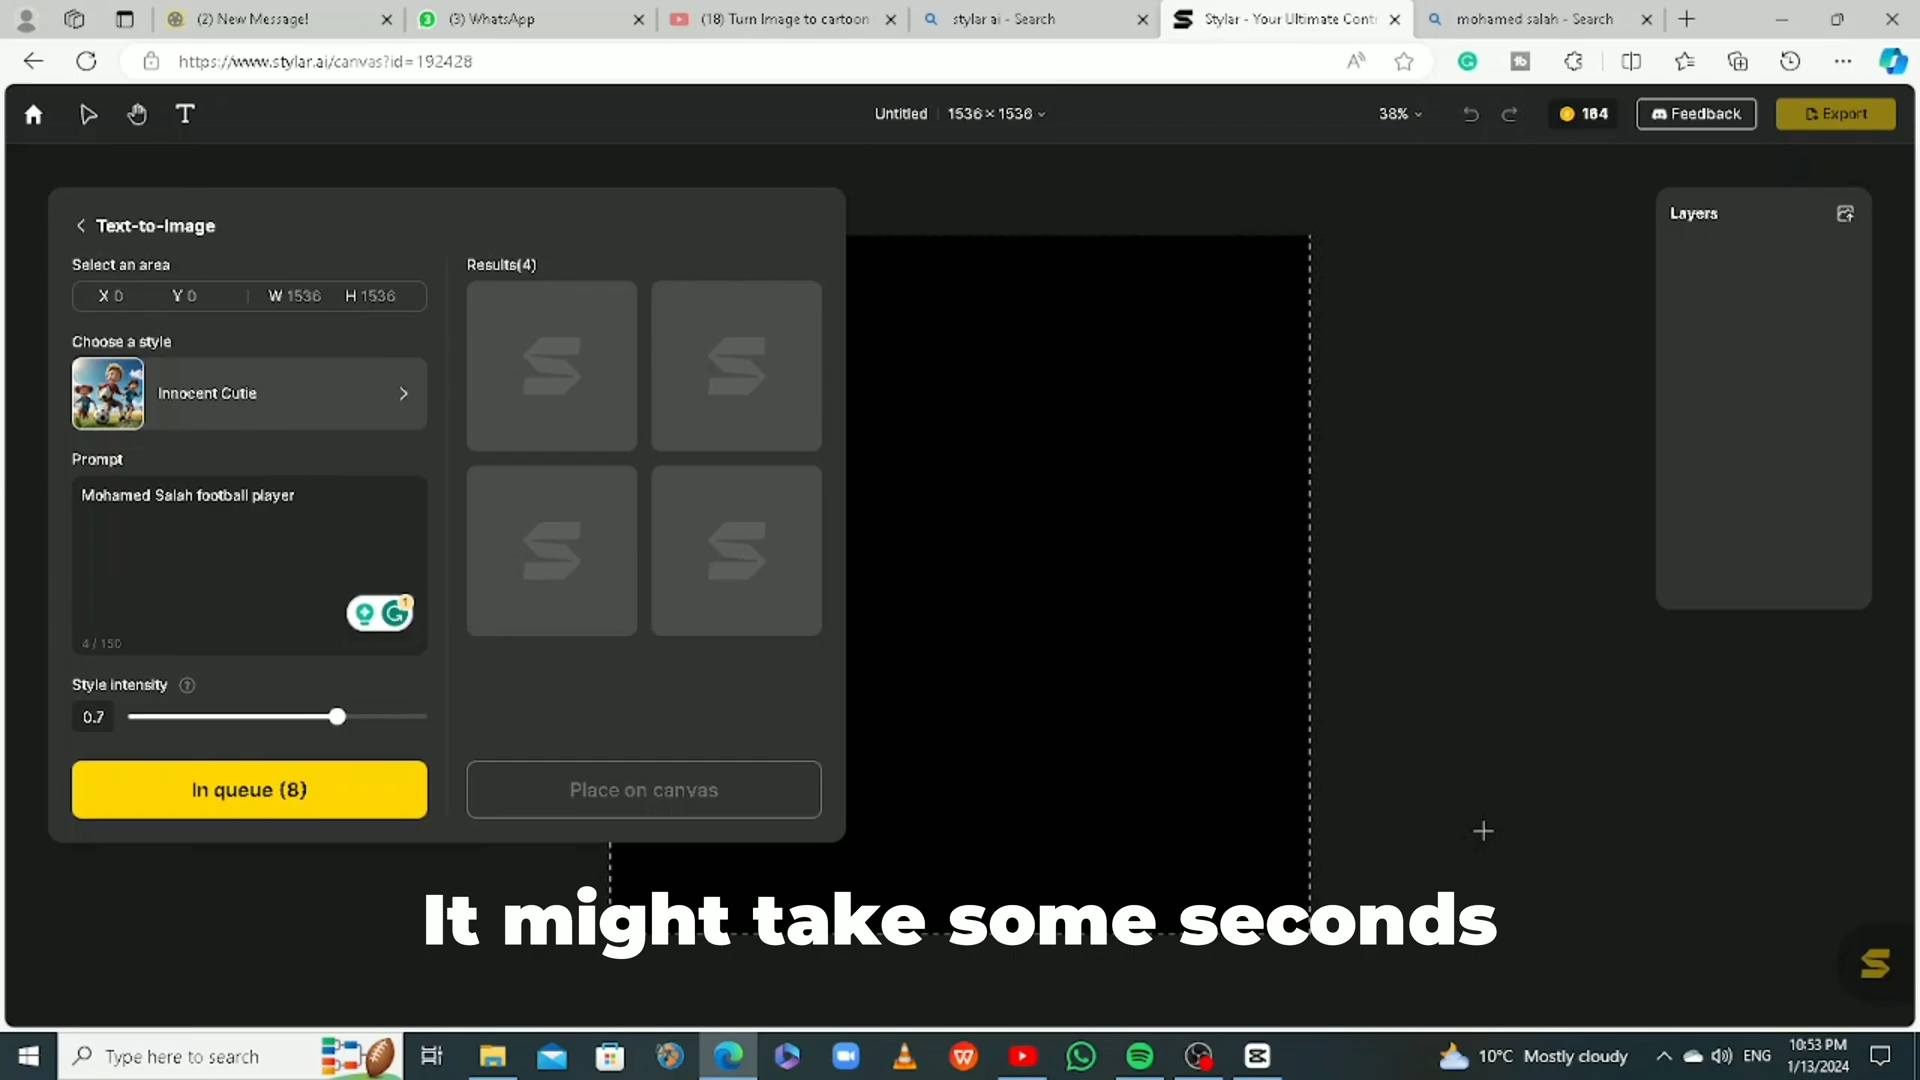 (2) New Message!
(3) WhatsApp
(18) Turn Image to cartoon
stylar ai - Search
Stylar - Your Ultimate Contr
mohamed salah - Search
https://www.stylar.ai/canvas?id=192428
Untitled
1536×1536
38%
164
Feedback
Export
Text-to-Image
Select an area
X 0 Y 0 W 1536 H 1536
Choose a style
Innocent Cutie
Prompt
Mohamed Salah football player
4 / 150
Style intensity
0.7
In queue (8)
Results(4)
Place on canvas
Layers
It might take some seconds
Type here to search
10°C Mostly cloudy
ENG
10:53 PM
1/13/2024